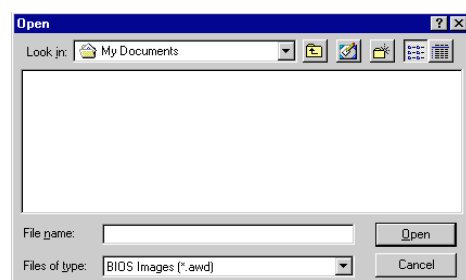 Open
Look in: My Documents
File name: Open
Files of type: BIOS Images (*.awd) Cancel